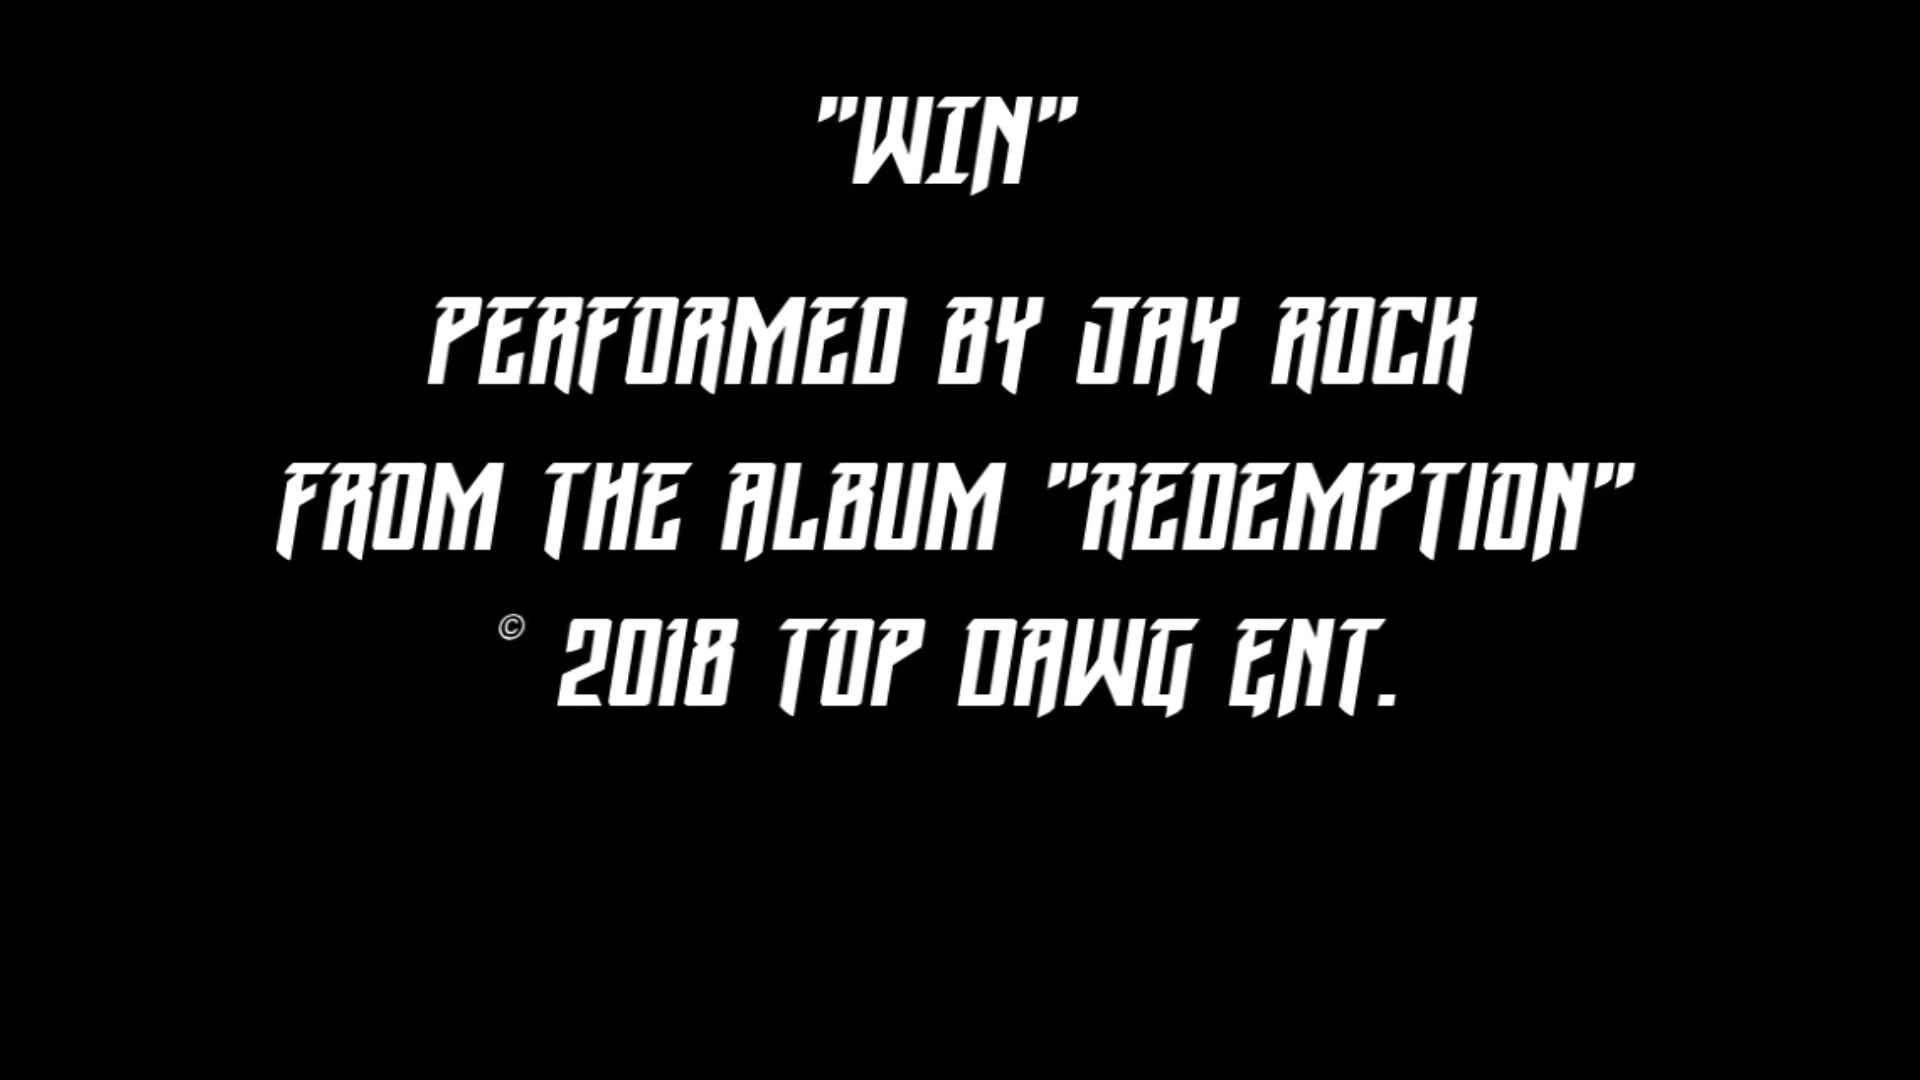 "WIN"
PERFORMED BY JAY ROCK
FROM THE ALBUM "REDEMPTION"
© 2018 TOP DAWG ENT.